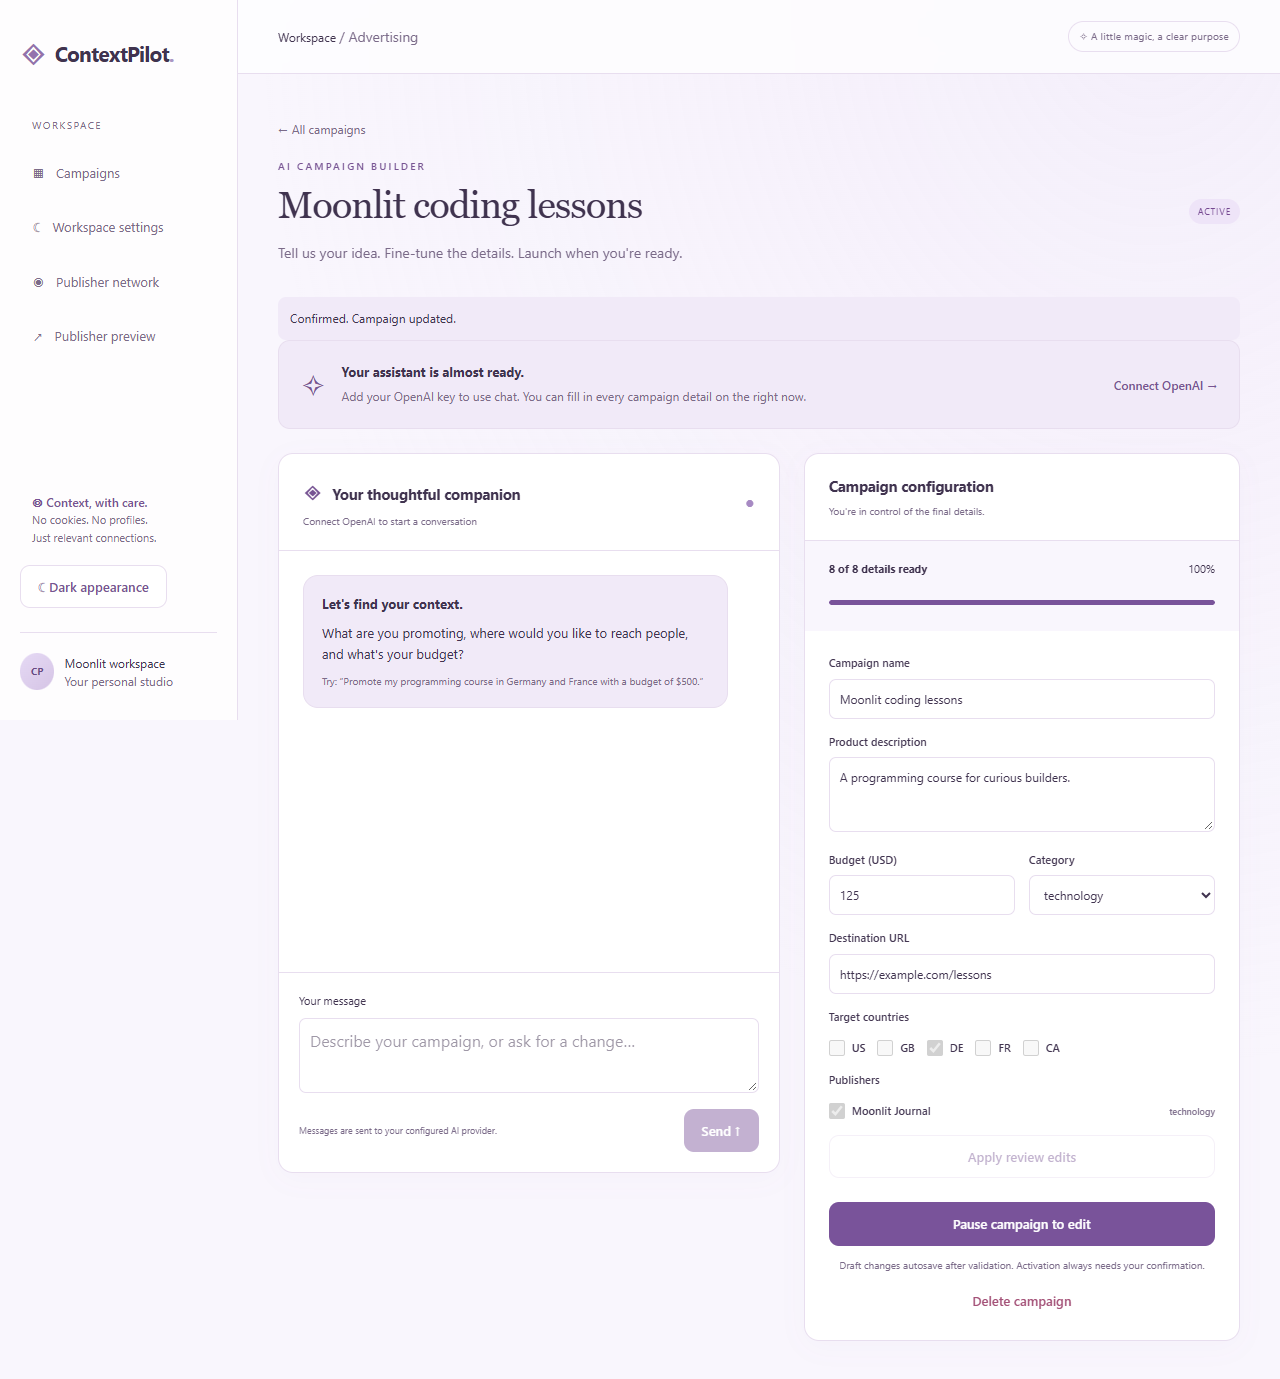 ContextPilot.
WORKSPACE
Campaigns
Workspace settings
Publisher network
Publisher preview
Context, with care.
No cookies. No profiles.
Just relevant connections.
Dark appearance
CP
Moonlit workspace
Your personal studio
Workspace / Advertising
A little magic, a clear purpose
← All campaigns
AI CAMPAIGN BUILDER
Moonlit coding lessons
ACTIVE
Tell us your idea. Fine-tune the details. Launch when you're ready.
Confirmed. Campaign updated.
Your assistant is almost ready.
Add your OpenAI key to use chat. You can fill in every campaign detail on the right now.
Connect OpenAI →
Your thoughtful companion
Connect OpenAI to start a conversation
Let's find your context.
What are you promoting, where would you like to reach people,
and what's your budget?
Try: "Promote my programming course in Germany and France with a budget of $500."
Your message
Describe your campaign, or ask for a change...
Messages are sent to your configured AI provider.
Send ↑
Campaign configuration
You're in control of the final details.
8 of 8 details ready
100%
Campaign name
Moonlit coding lessons
Product description
A programming course for curious builders.
Budget (USD)
Category
125
technology
Destination URL
https://example.com/lessons
Target countries
US GB DE FR CA
Publishers
Moonlit Journal
technology
Apply review edits
Pause campaign to edit
Draft changes autosave after validation. Activation always needs your confirmation.
Delete campaign